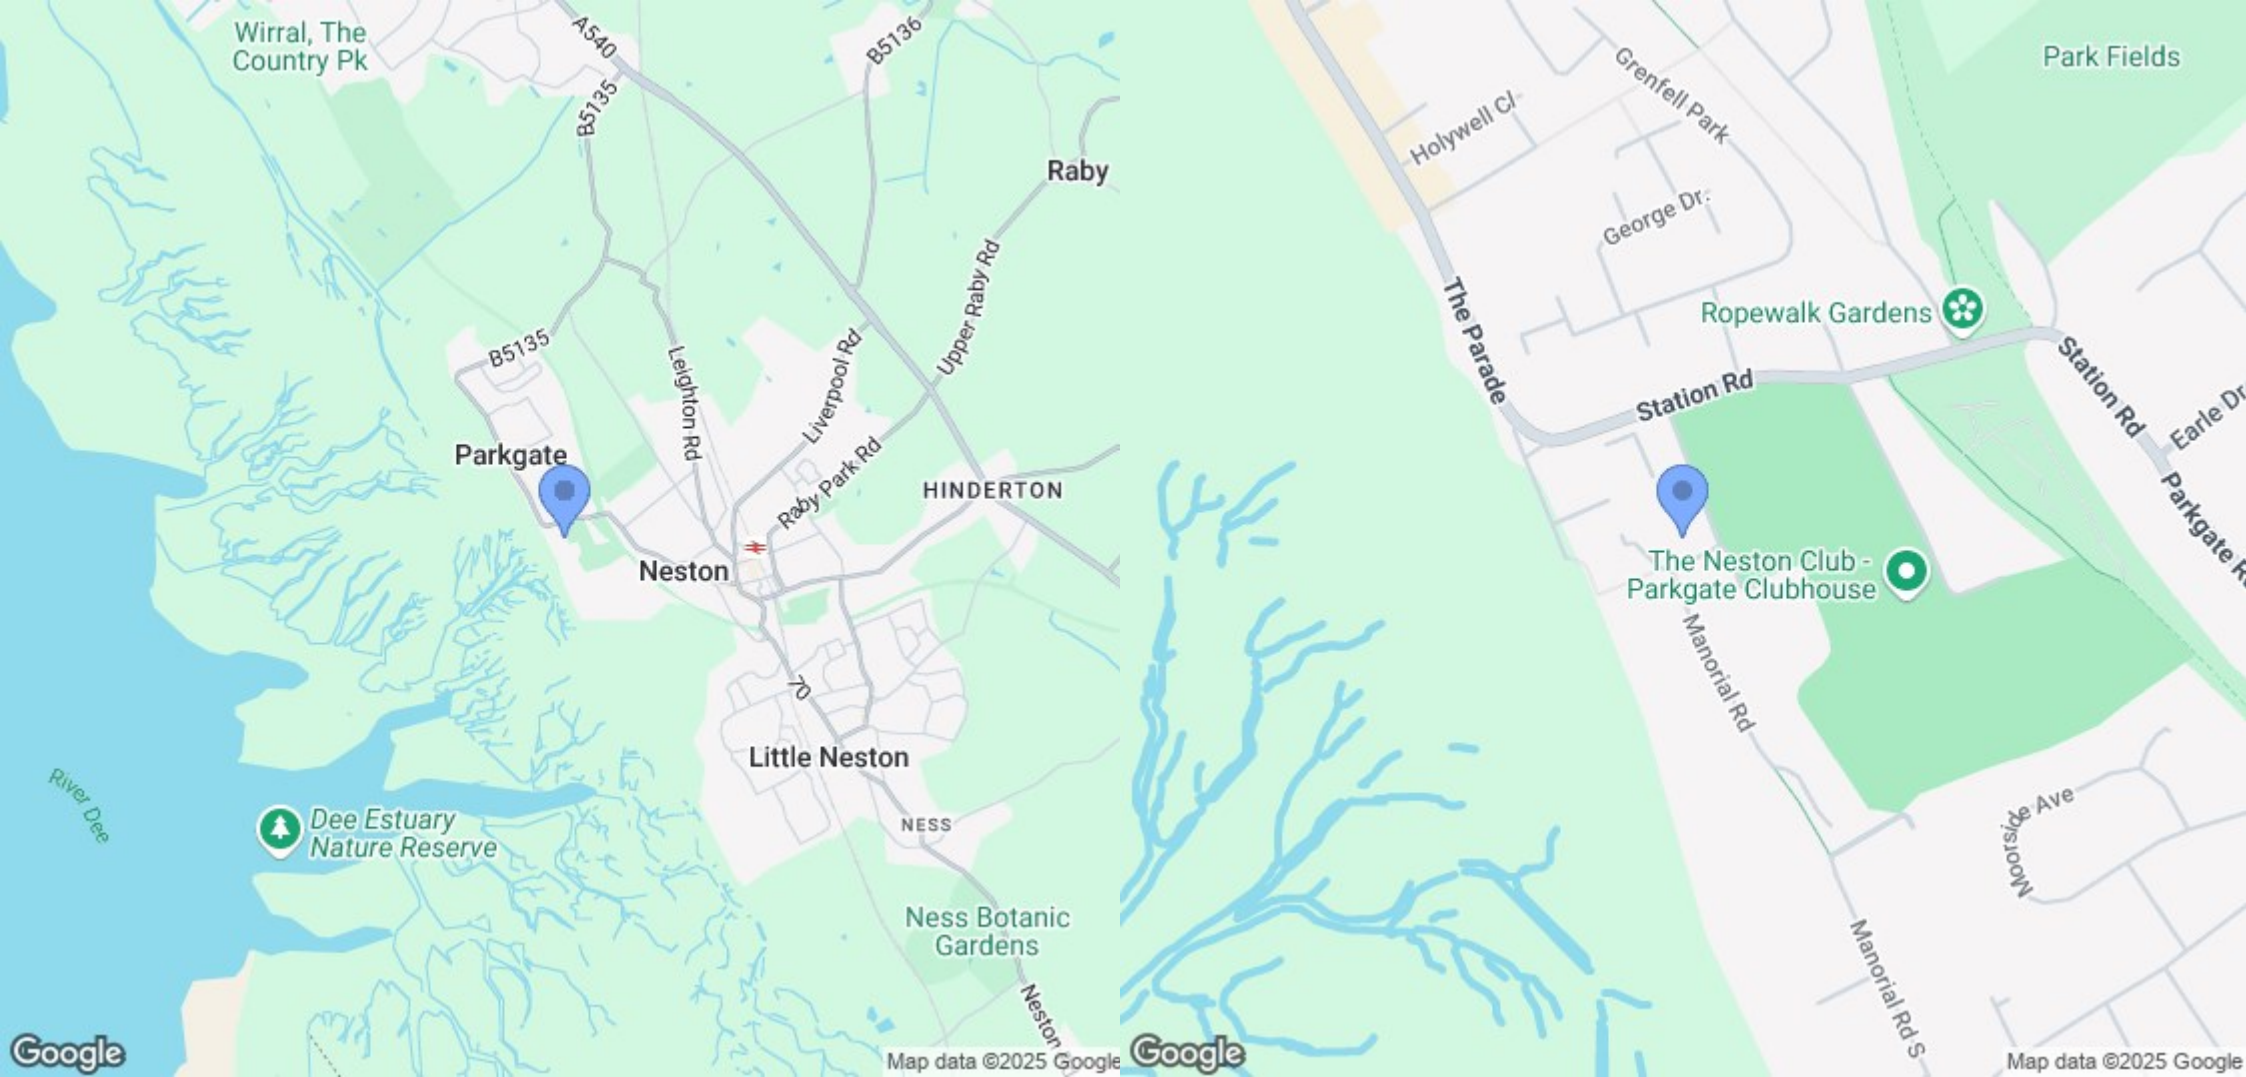 Wirral, The
Country Pk
A540
B5136
B5135
Raby
Upper Raby Rd
B5135
Leighton Rd
Liverpool Rd
Parkgate
Raby Park Rd
HINDERTON
Neston
70
Little Neston
River Dee
Dee Estuary
Nature Reserve
NESS
Ness Botanic
Gardens
Neston
Google
Map data ©2025 Google
Park Fields
Grenfell Park
Holywell Cl
George Dr.
Ropewalk Gardens
The Parade
Station Rd
Station Rd
Earle Dr
Parkgate Rd
The Neston Club -
Parkgate Clubhouse
Manorial Rd
Moorside Ave
Manorial Rd S
Google
Map data ©2025 Google